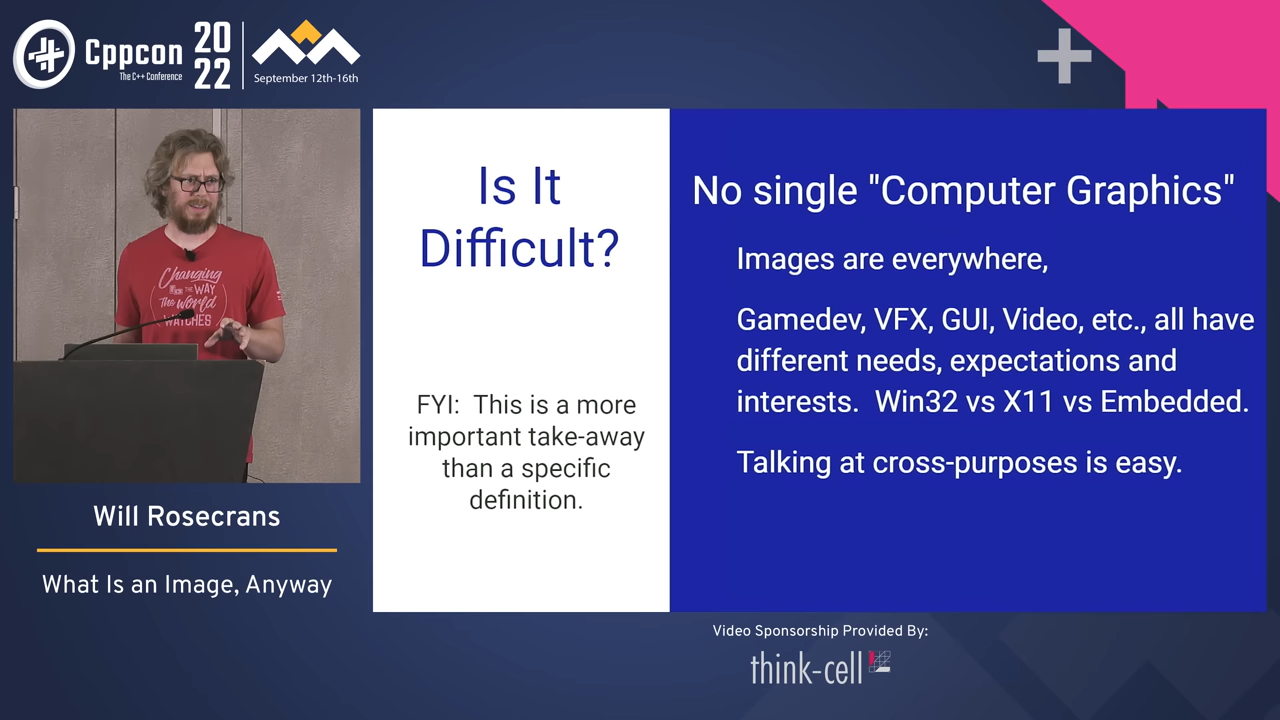 Cppcon
The C++ Conference
20
22
September 12th-16th
Changing
THE WAY
The world
WATCHES
Will Rosecrans
What Is an Image, Anyway
Is It
Difficult?
FYI: This is a more
important take-away
than a specific
definition.
No single "Computer Graphics"
Images are everywhere,
Gamedev, VFX, GUI, Video, etc., all have
different needs, expectations and
interests. Win32 vs X11 vs Embedded.
Talking at cross-purposes is easy.
Video Sponsorship Provided By:
think-cell